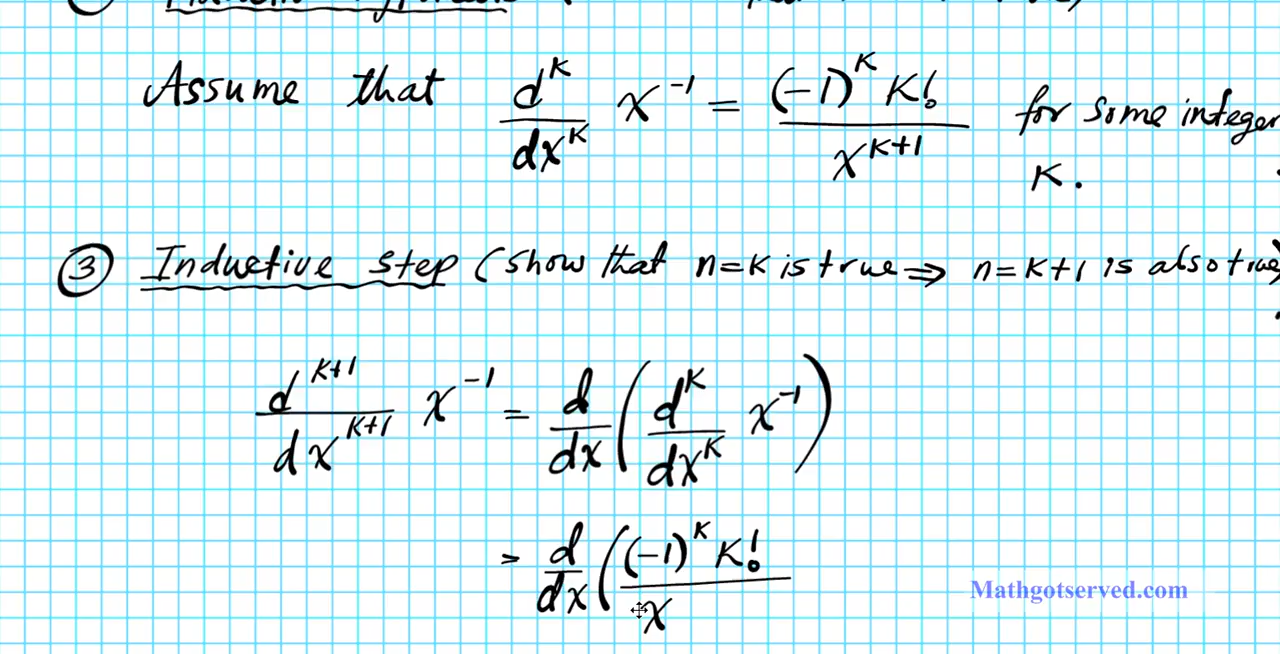 Assume that d^K/dx^K x^-1 = (-1)^K K!/x^(K+1) for some integer
K.
③ Inductive step (show that n=K is true ⇒ n=K+1 is also true)
d^(K+1)/dx^(K+1) x^-1 = d/dx (d^K/dx^K x^-1)
= d/dx ((-1)^K K!/x
Mathgotserved.com